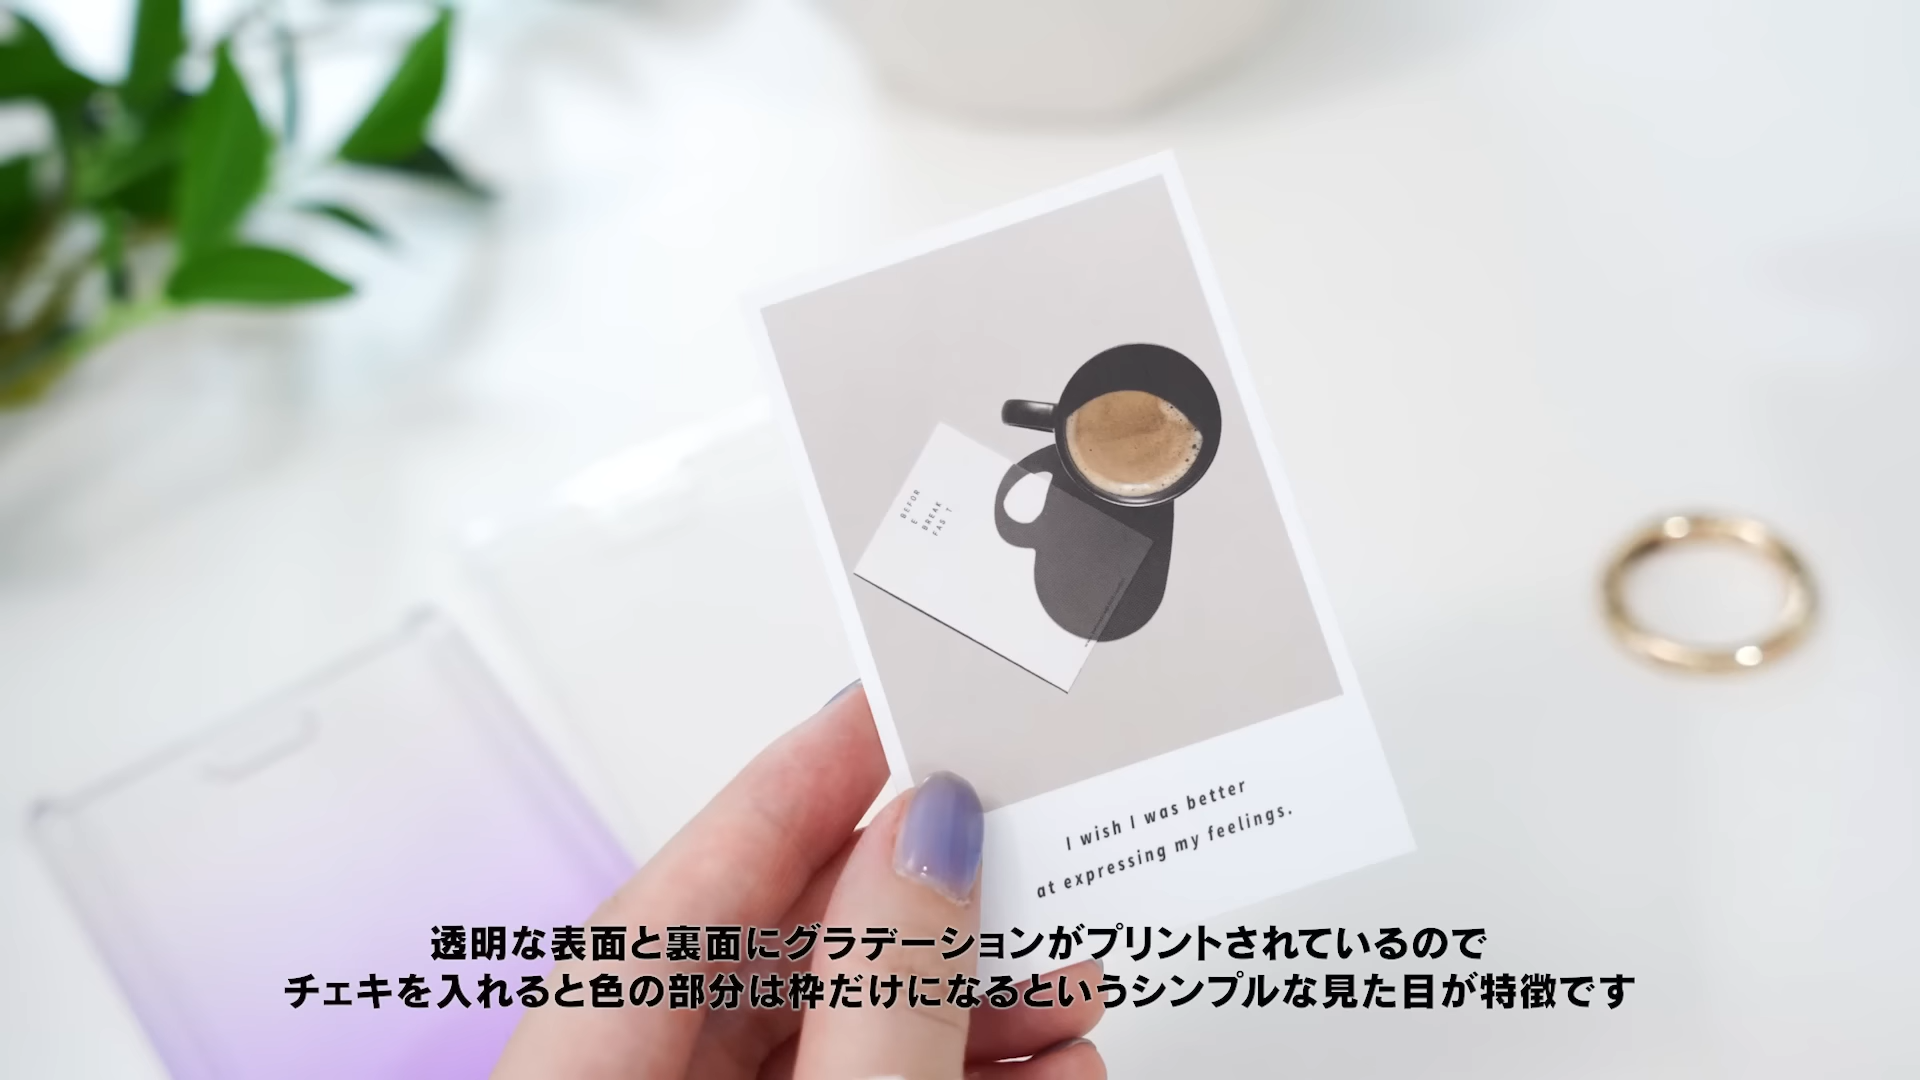 BEFOR
E BREAK
FAS T
I wish I was better
at expressing my feelings.
透明な表面と裏面にグラデーションがプリントされているので
チェキを入れると色の部分は枠だけになるというシンプルな見た目が特徴です